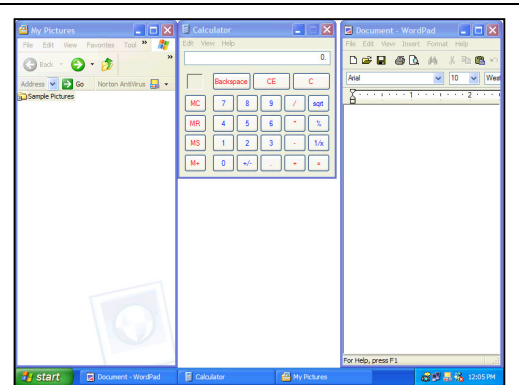 My Pictures
File Edit View Favorites Tool »
Back
»
Address Go Norton AntiVirus
Sample Pictures
Calculator
Edit View Help
0.
Backspace CE C
MC 7 8 9 / sqrt
MR 4 5 6 * %
MS 1 2 3 - 1/x
M+ 0 +/- . + =
Document - WordPad
File Edit View Insert Format Help
Arial 10 West
1 2
For Help, press F1
start Document - WordPad Calculator My Pictures 12:05 PM